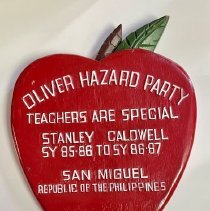 OLIVER HAZARD PARTY
TEACHERS ARE SPECIAL
STANLEY CALDWELL
SY 85-86 TO SY 86-87
SAN MIGUEL
REPUBLIC OF THE PHILIPPINES